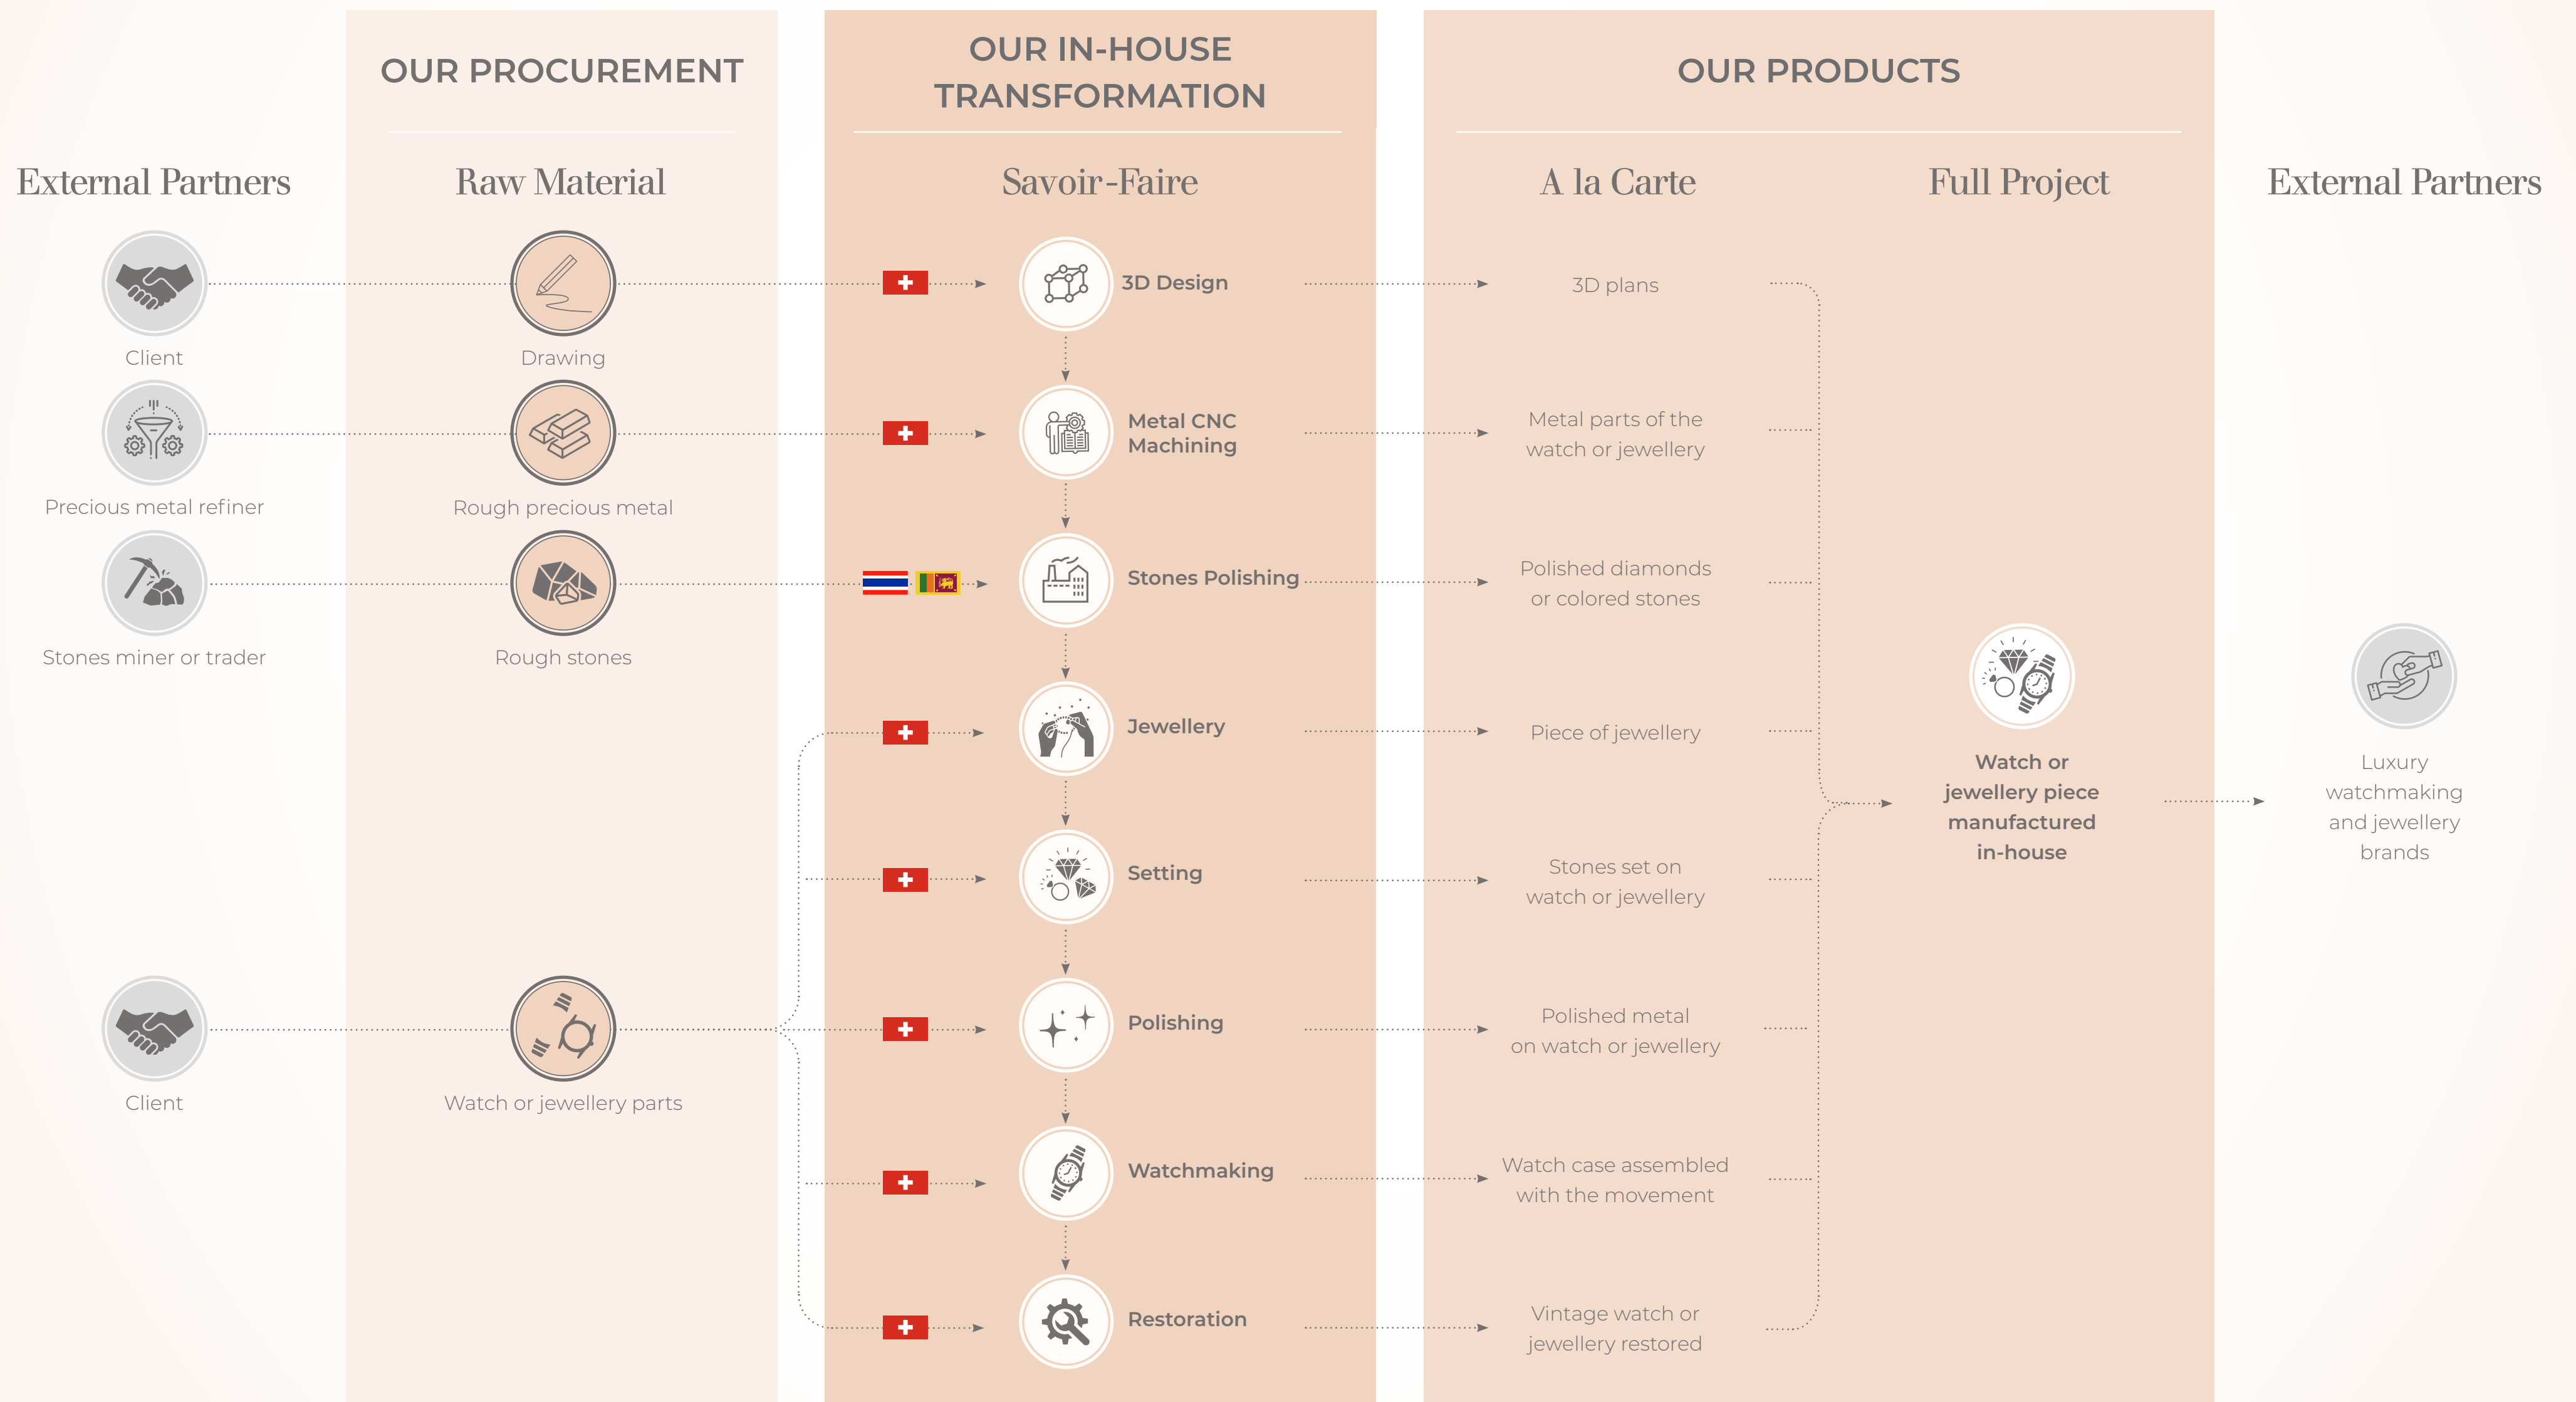 OUR PROCUREMENT
OUR IN-HOUSE
TRANSFORMATION
OUR PRODUCTS
External Partners
Raw Material
Savoir-Faire
A la Carte
Full Project
External Partners
Client
Drawing
3D Design
3D plans
Precious metal refiner
Rough precious metal
Metal CNC
Machining
Metal parts of the
watch or jewellery
Stones miner or trader
Rough stones
Stones Polishing
Polished diamonds
or colored stones
Jewellery
Piece of jewellery
Setting
Stones set on
watch or jewellery
Client
Watch or jewellery parts
Polishing
Polished metal
on watch or jewellery
Watchmaking
Watch case assembled
with the movement
Restoration
Vintage watch or
jewellery restored
Watch or
jewellery piece
manufactured
in-house
Luxury
watchmaking
and jewellery
brands